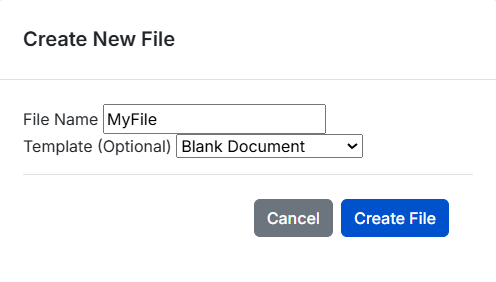 Create New File
File Name MyFile
Template (Optional) Blank Document
Cancel Create File